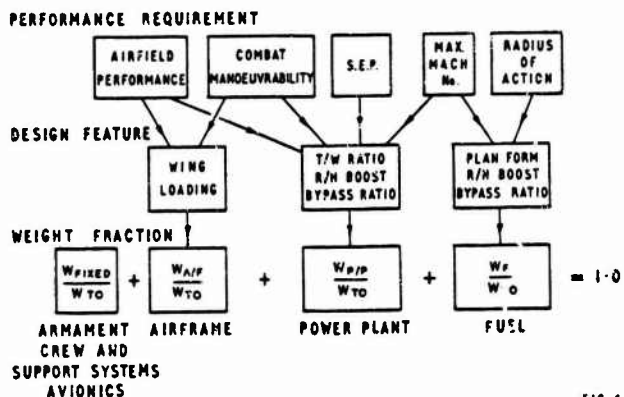 PERFORMANCE REQUIREMENT
AIRFIELD
PERFORMANCE
COMBAT
MANOEUVRABILITY
S.E.P.
MAX.
MACH
No.
RADIUS
OF
ACTION
DESIGN FEATURE
WING
LOADING
T/W RATIO
R/H BOOST
BYPASS RATIO
PLAN FORM
R/H BOOST
BYPASS RATIO
WEIGHT FRACTION
W FIXED
W TO
+
W A/F
W TO
+
W P/P
W TO
+
W F
W O
= 1·0
ARMAMENT
CREW AND
SUPPORT SYSTEMS
AVIONICS
AIRFRAME
POWER PLANT
FUEL